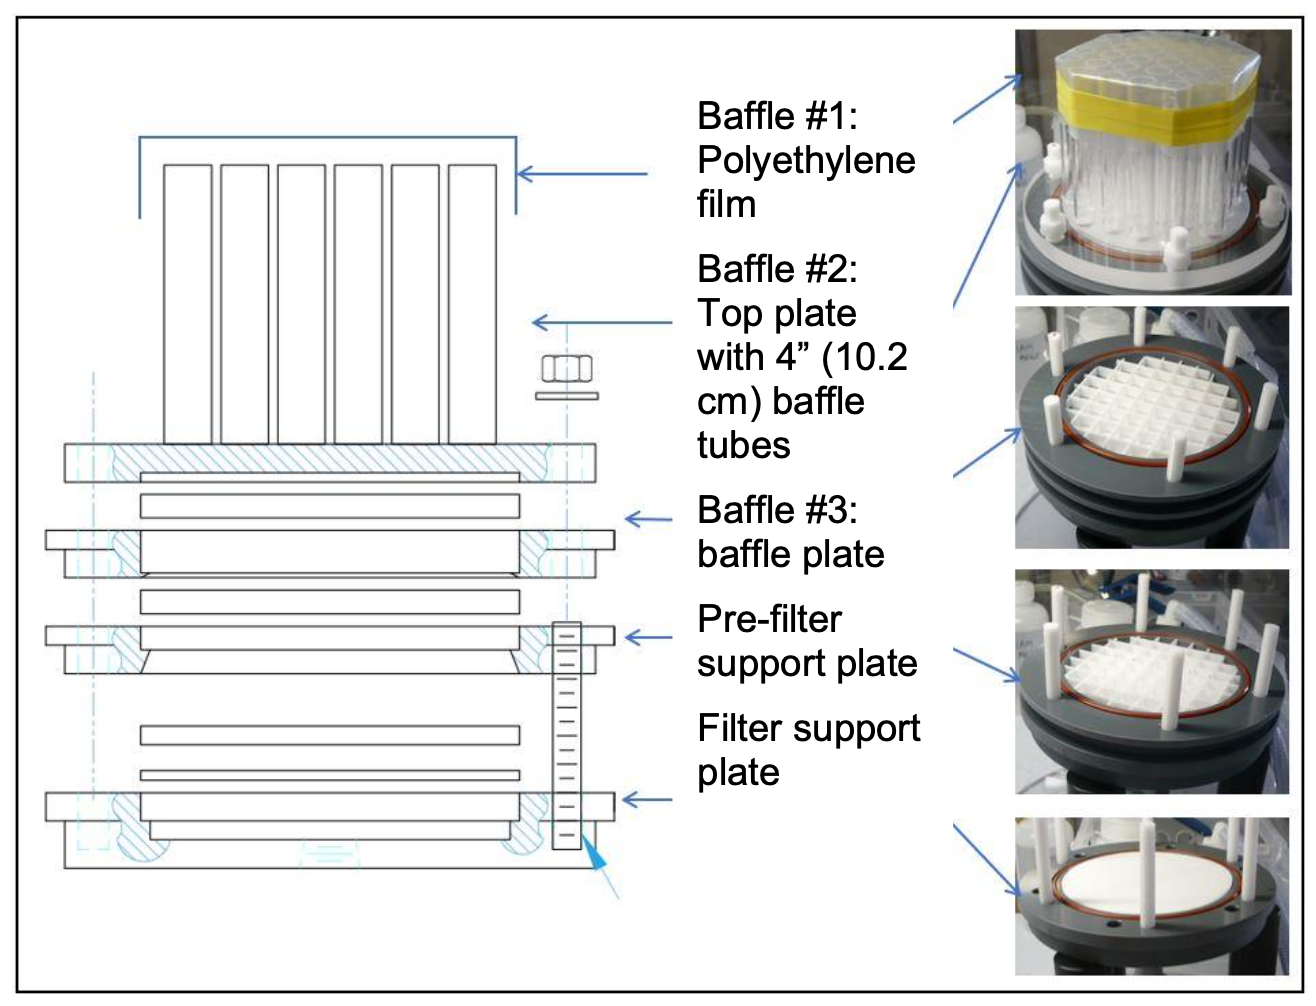 Baffle #1:
Polyethylene
film
Baffle #2:
Top plate
with 4” (10.2
cm) baffle
tubes
Baffle #3:
baffle plate
Pre-filter
support plate
Filter support
plate